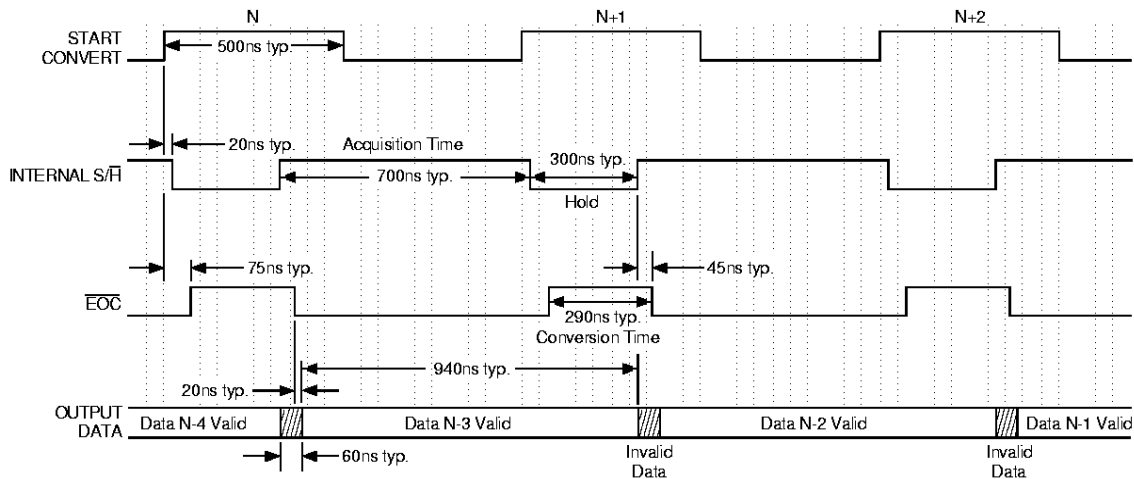 N
N+1
N+2
START
CONVERT
500ns typ.
20ns typ.
Acquisition Time
300ns typ.
INTERNAL S/H̅
700ns typ.
Hold
75ns typ.
45ns typ.
E̅O̅C̅
290ns typ.
Conversion Time
940ns typ.
20ns typ.
OUTPUT
DATA
Data N-4 Valid
Data N-3 Valid
Data N-2 Valid
Data N-1 Valid
60ns typ.
Invalid
Data
Invalid
Data